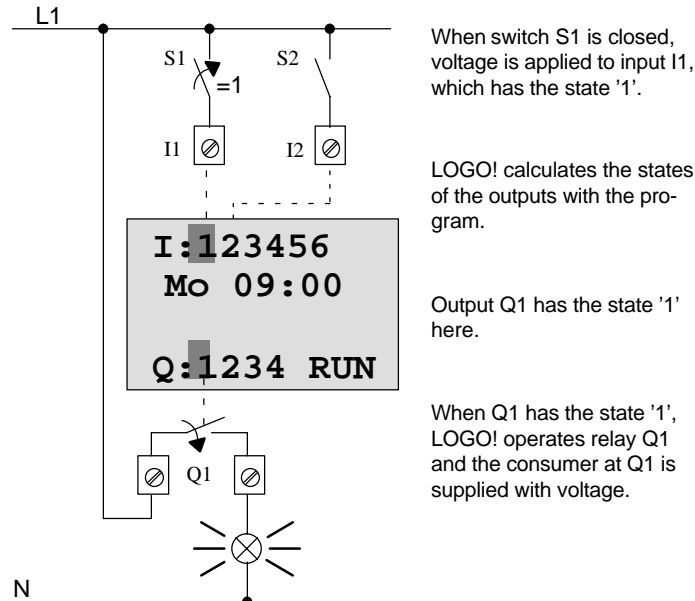 L1
S1
S2
=1
I1
I2
I:123456
Mo 09:00
Q:1234 RUN
Q1
N
When switch S1 is closed,
voltage is applied to input I1,
which has the state '1'.
LOGO! calculates the states
of the outputs with the pro-
gram.
Output Q1 has the state '1'
here.
When Q1 has the state '1',
LOGO! operates relay Q1
and the consumer at Q1 is
supplied with voltage.